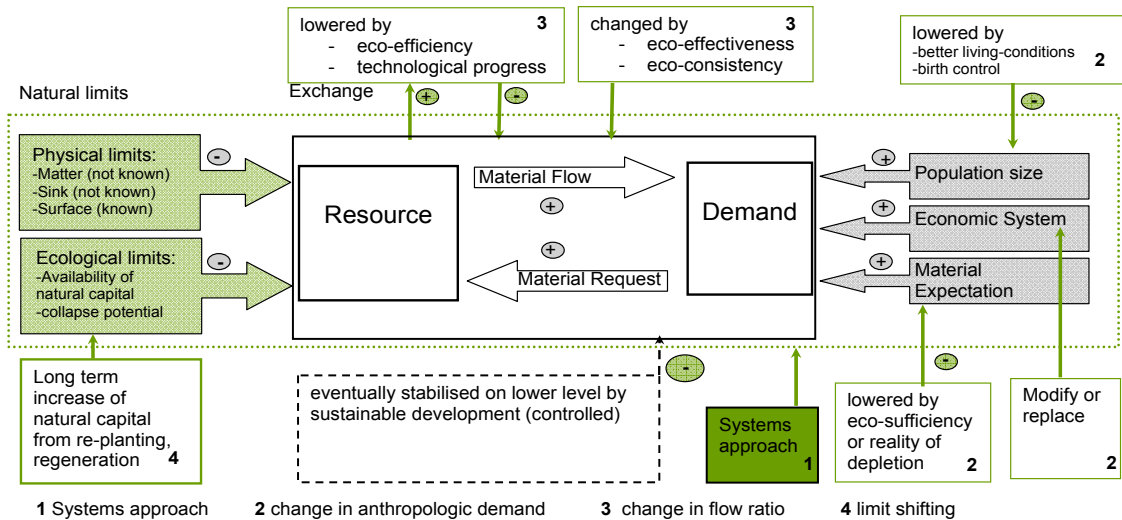 lowered by 3
- eco-efficiency
- technological progress
changed by 3
- eco-effectiveness
- eco-consistency
lowered by
-better living-conditions
-birth control 2
Natural limits
Exchange
+
-
-
Physical limits:
-Matter (not known)
-Sink (not known)
-Surface (known)
-
Resource
Material Flow
+
+
Material Request
Demand
+
Population size
+
Economic System
+
Material
Expectation
Ecological limits:
-Availability of
natural capital
-collapse potential
-
Long term
increase of
natural capital
from re-planting,
regeneration 4
eventually stabilised on lower level by
sustainable development (controlled)
-
Systems
approach
1
-
lowered by
eco-sufficiency
or reality of
depletion 2
Modify or
replace
2
1 Systems approach 2 change in anthropologic demand 3 change in flow ratio 4 limit shifting